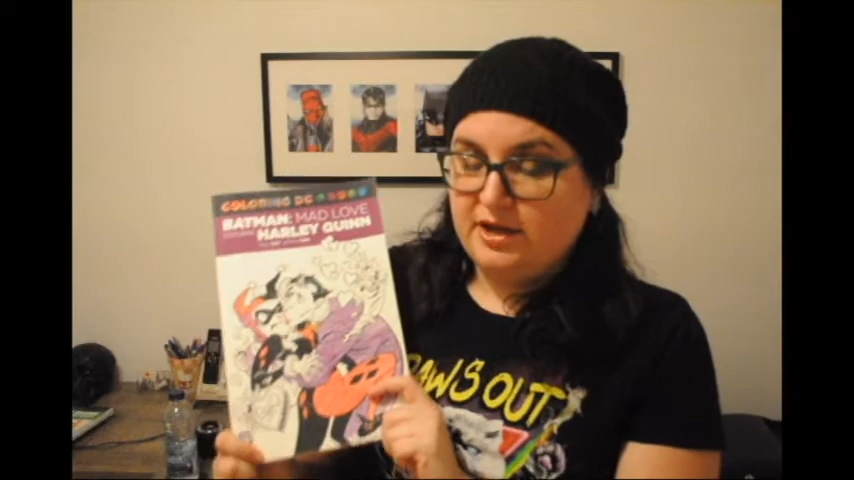 COLORING DC
BATMAN: MAD LOVE
HARLEY QUINN
PAWS OUT